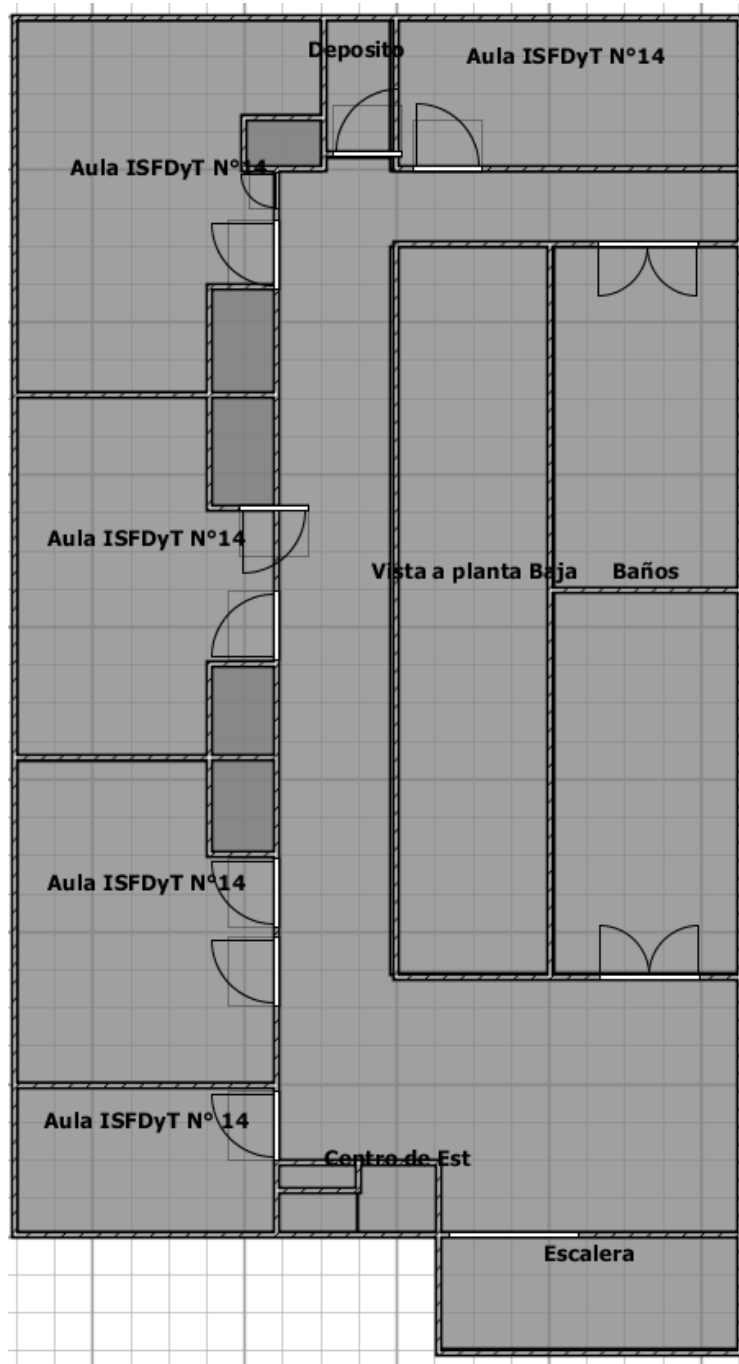 Deposito
Aula ISFDyT N°14
Aula ISFDyT N°14
Aula ISFDyT N°14
Vista a planta Baja
Baños
Aula ISFDyT N°14
Aula ISFDyT N° 14
Centro de Est
Escalera